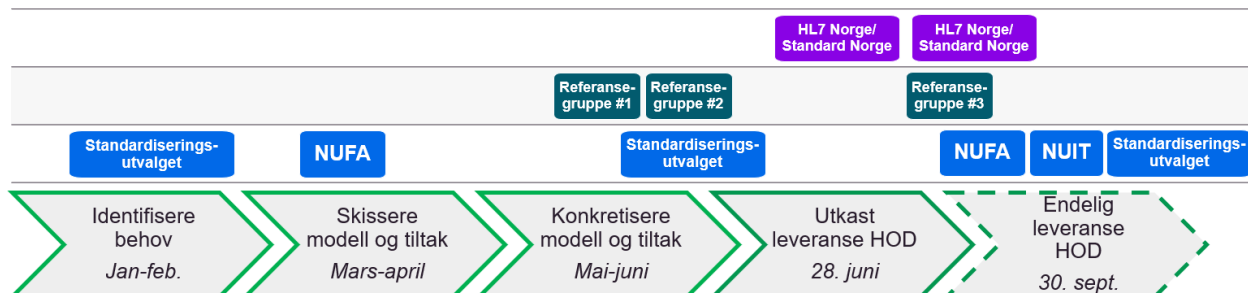 HL7 Norge/
Standard Norge
HL7 Norge/
Standard Norge
Referanse-
gruppe #1
Referanse-
gruppe #2
Referanse-
gruppe #3
Standardiserings-
utvalget
NUFA
Standardiserings-
utvalget
NUFA
NUIT
Standardiserings-
utvalget
Identifisere
behov
Jan-feb.
Skissere
modell og tiltak
Mars-april
Konkretisere
modell og tiltak
Mai-juni
Utkast
leveranse HOD
28. juni
Endelig
leveranse
HOD
30. sept.